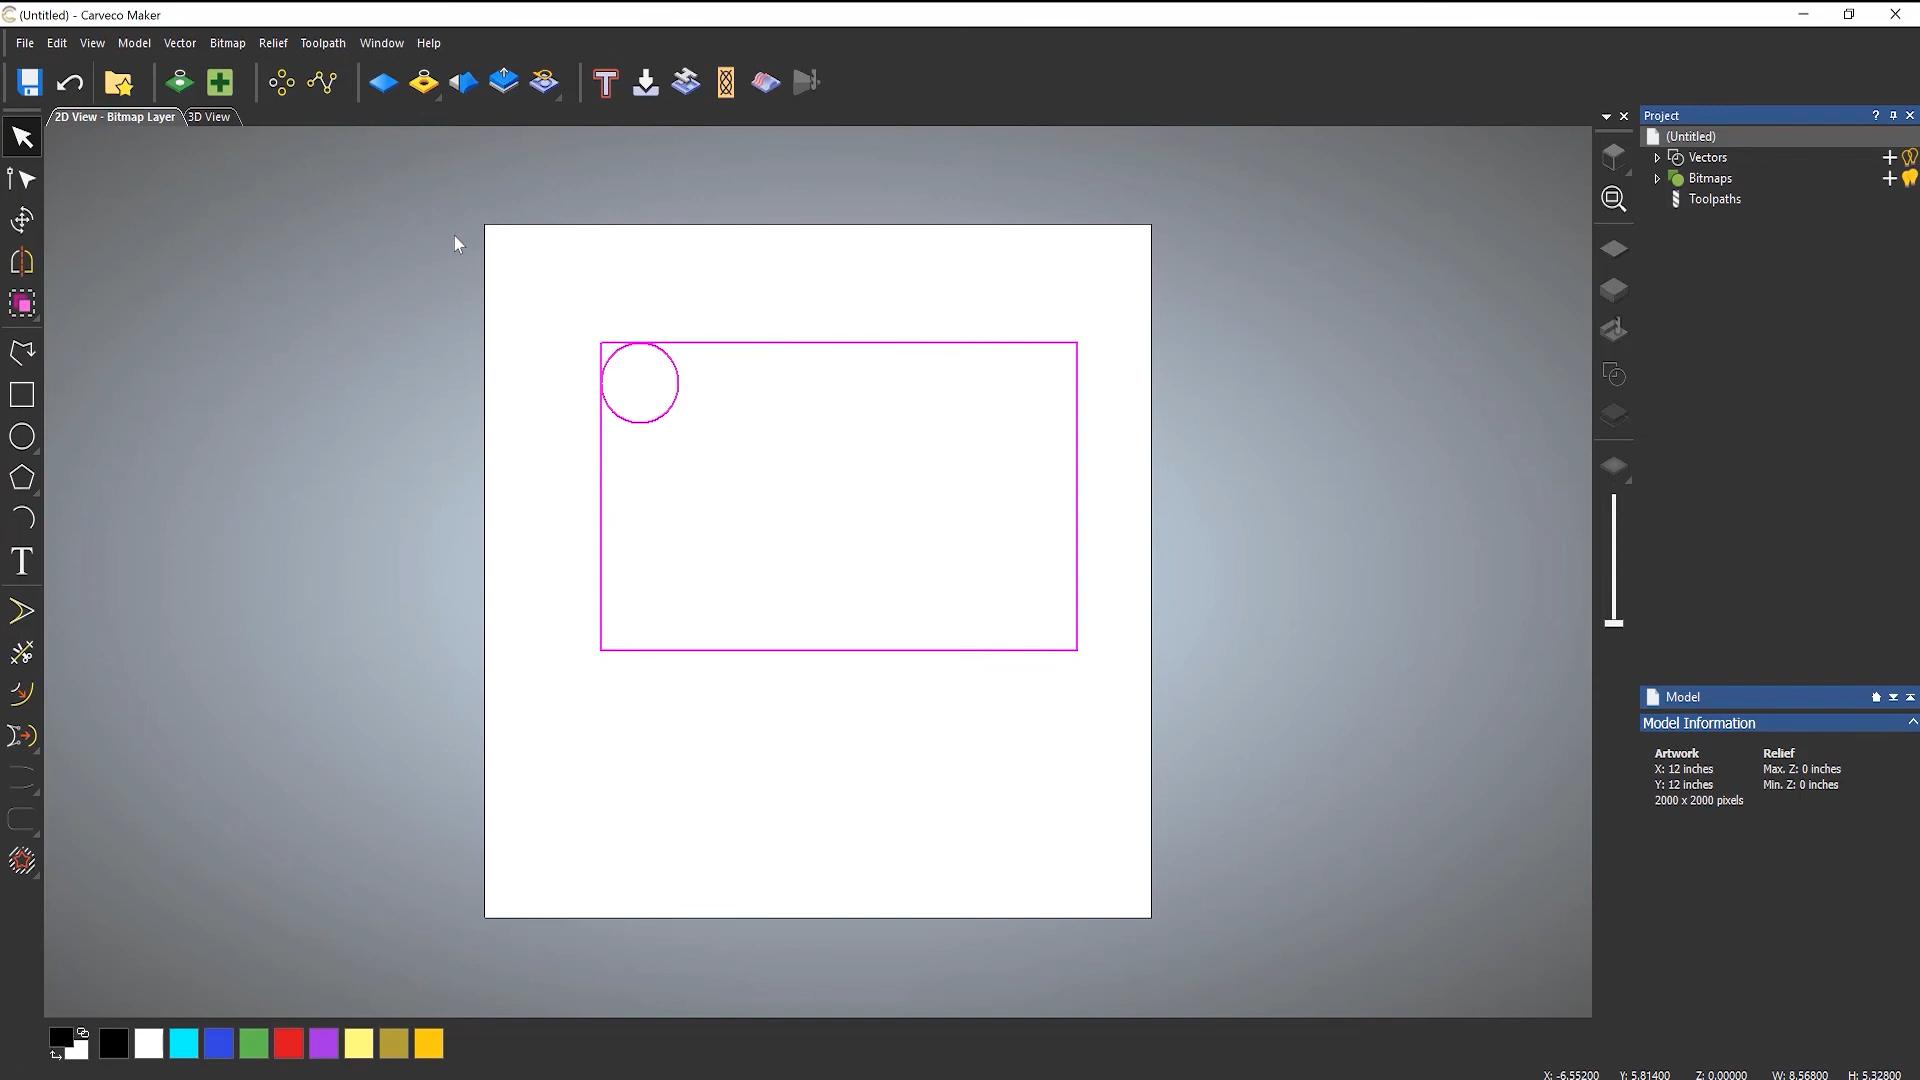 (Untitled) - Carveco Maker
File Edit View Model Vector Bitmap Relief Toolpath Window Help
2D View - Bitmap Layer 3D View
Project ?
(Untitled)
Vectors
Bitmaps
Toolpaths
T
Model
Model Information
Artwork Relief
X: 12 inches Max. Z: 0 inches
Y: 12 inches Min. Z: 0 inches
2000 x 2000 pixels
X: -6.55200 Y: 5.81400 Z: 0.00000 W: 8.56800 H: 5.32800